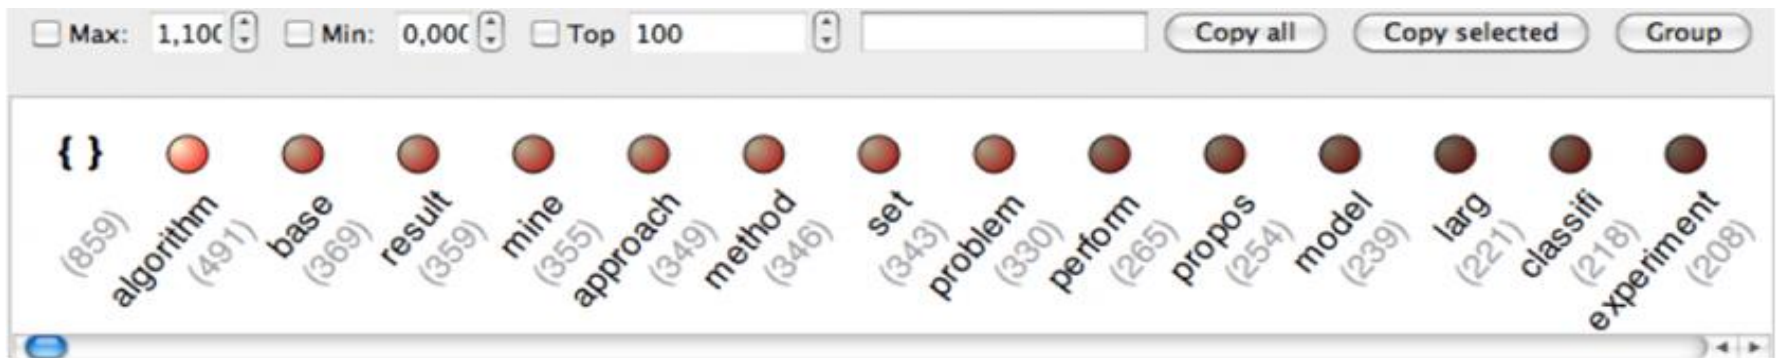 Max: 1,100 Min: 0,000 Top 100 Copy all Copy selected Group
{ } algorithm base result mine approach method set problem perform propos model larg classifi experiment
(859) (491) (369) (359) (355) (349) (346) (343) (330) (265) (254) (239) (221) (218) (208)